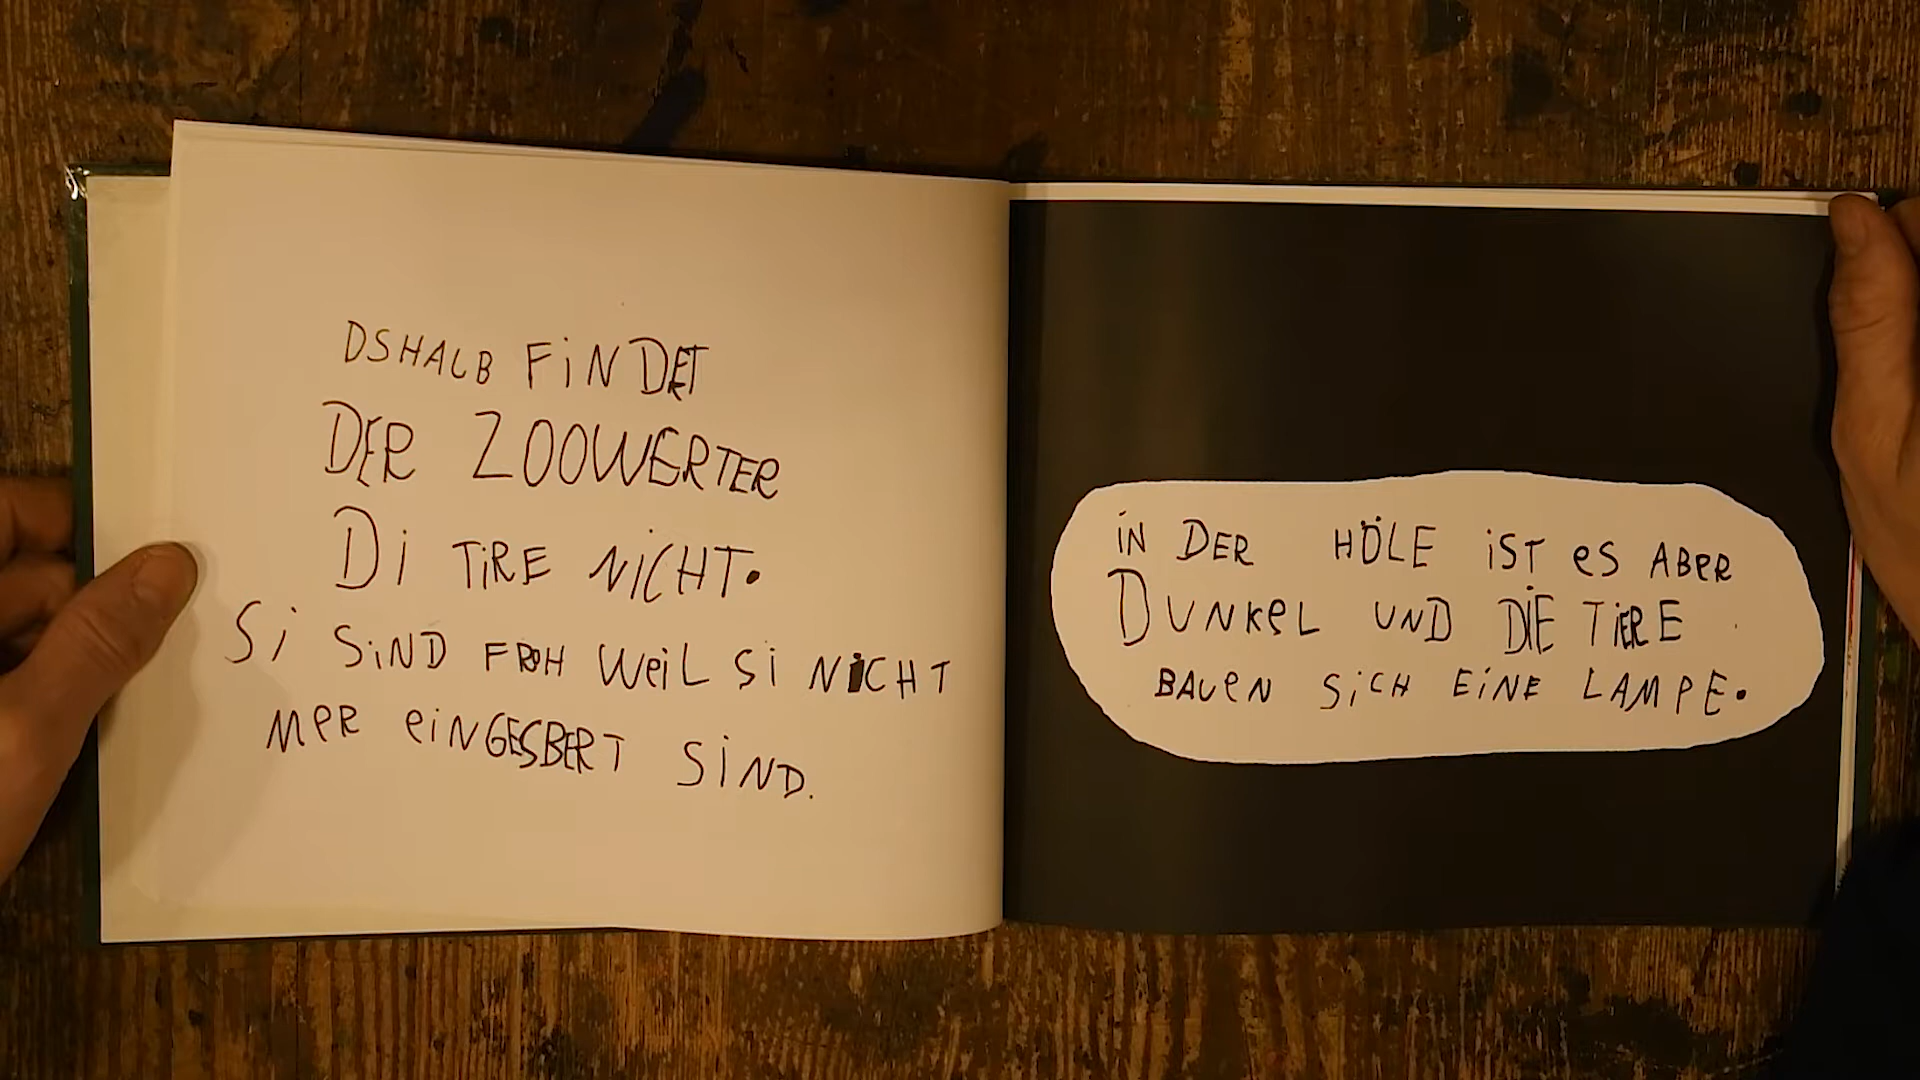 DSHALB FiNDET
DER ZOOWERTER
Di TiRE NiCHT.
Si SiND FROH WeiL Si NiCHT
MeR eiNGESBERT SiND.
iN DER HÖLE iST eS ABeR
DUNKeL UND DiE TiERE
BAUeN SiCH EiNE LAMPE.